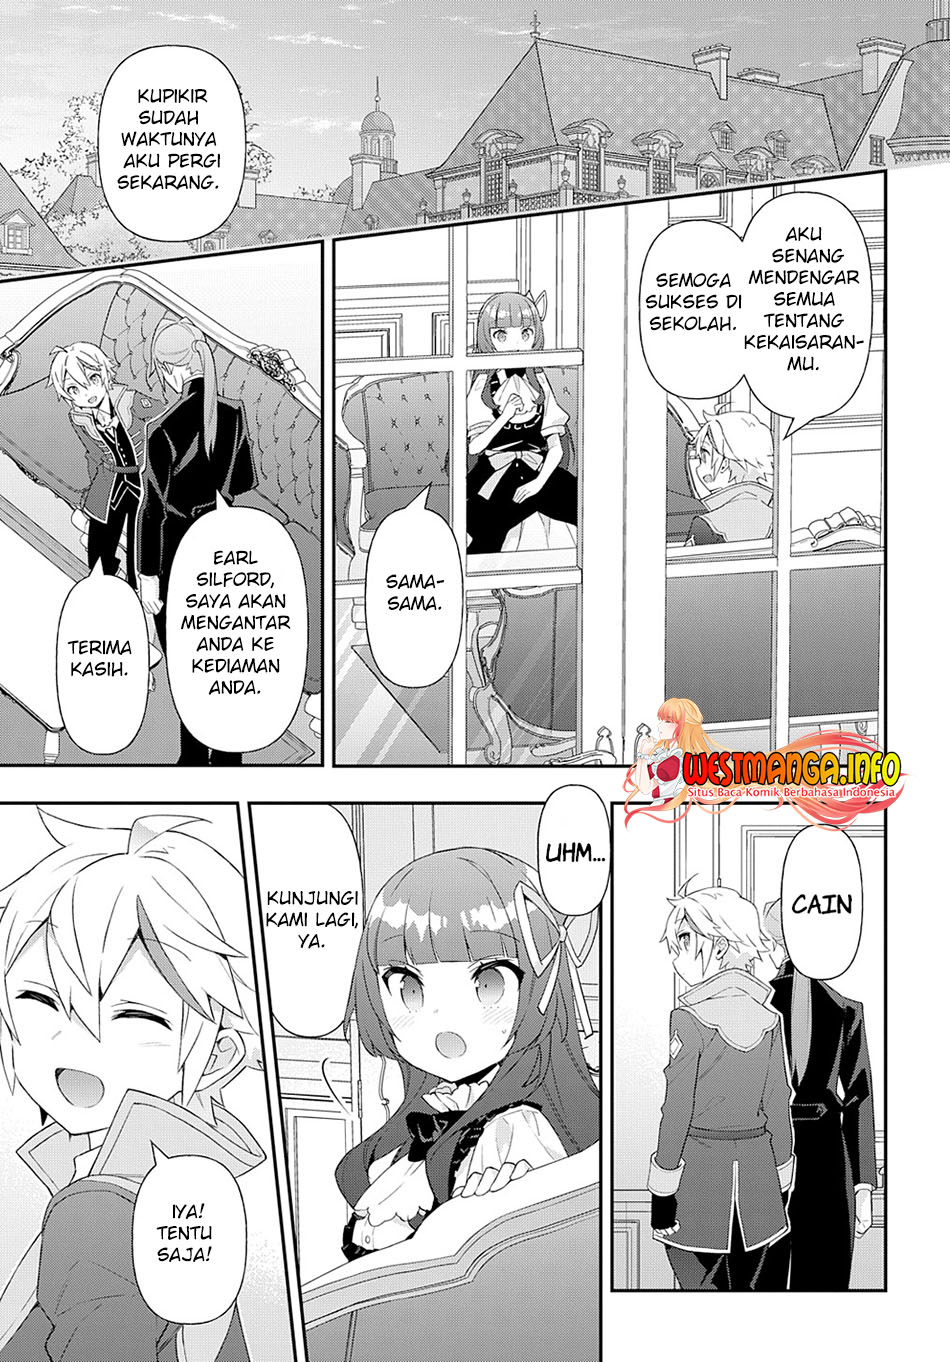 KUPIKIR
SUDAH
WAKTUNYA
AKU PERGI
SEKARANG.
AKU
SENANG
MENDENGAR
SEMUA
TENTANG
KEKAISARAN-
MU.
SEMOGA
SUKSES DI
SEKOLAH.
SAMA-
SAMA.
EARL
SILFORD,
SAYA AKAN
MENGANTAR
ANDA KE
KEDIAMAN
ANDA.
TERIMA
KASIH.
WESTMANGA.INFO
Situs Baca Komik Berbahasa Indonesia
CAIN
UHM...
KUNJUNGI
KAMI LAGI,
YA.
IYA!
TENTU
SAJA!